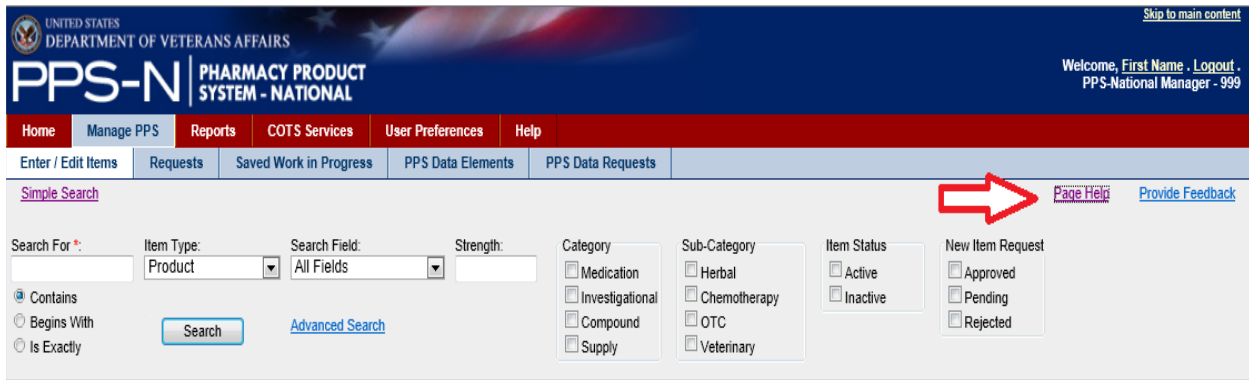 Skip to main content
UNITED STATES
DEPARTMENT OF VETERANS AFFAIRS
PPS-N PHARMACY PRODUCT
SYSTEM - NATIONAL
Welcome, First Name . Logout .
PPS-National Manager - 999
Home Manage PPS Reports COTS Services User Preferences Help
Enter / Edit Items Requests Saved Work in Progress PPS Data Elements PPS Data Requests
Simple Search Page Help Provide Feedback
Search For *: Item Type: Search Field: Strength: Category Sub-Category Item Status New Item Request
Product All Fields
Medication Herbal Active Approved
Contains Investigational Chemotherapy Inactive Pending
Begins With Search Advanced Search Compound OTC Rejected
Is Exactly Supply Veterinary